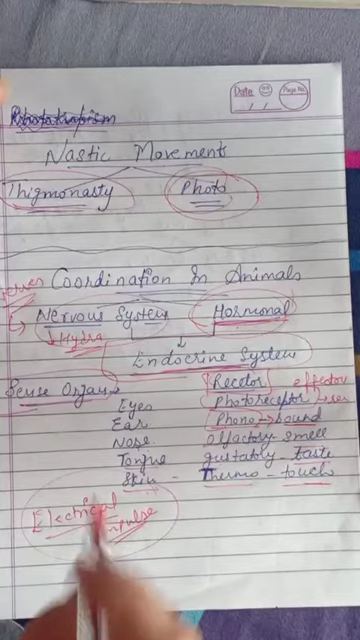 Date
Page No.
Nastic Movement
Thigmonasty Photo
Coordination In Animals
Nervous System Hormonal
Hydra
Endocrine System
Sense Organs Recetor effector
Eyes Photoreceptor
Ear Phono sound
Nose Olfactory - smell
Tongue gustably - taste
Skin - Thermo - touch
Electrical